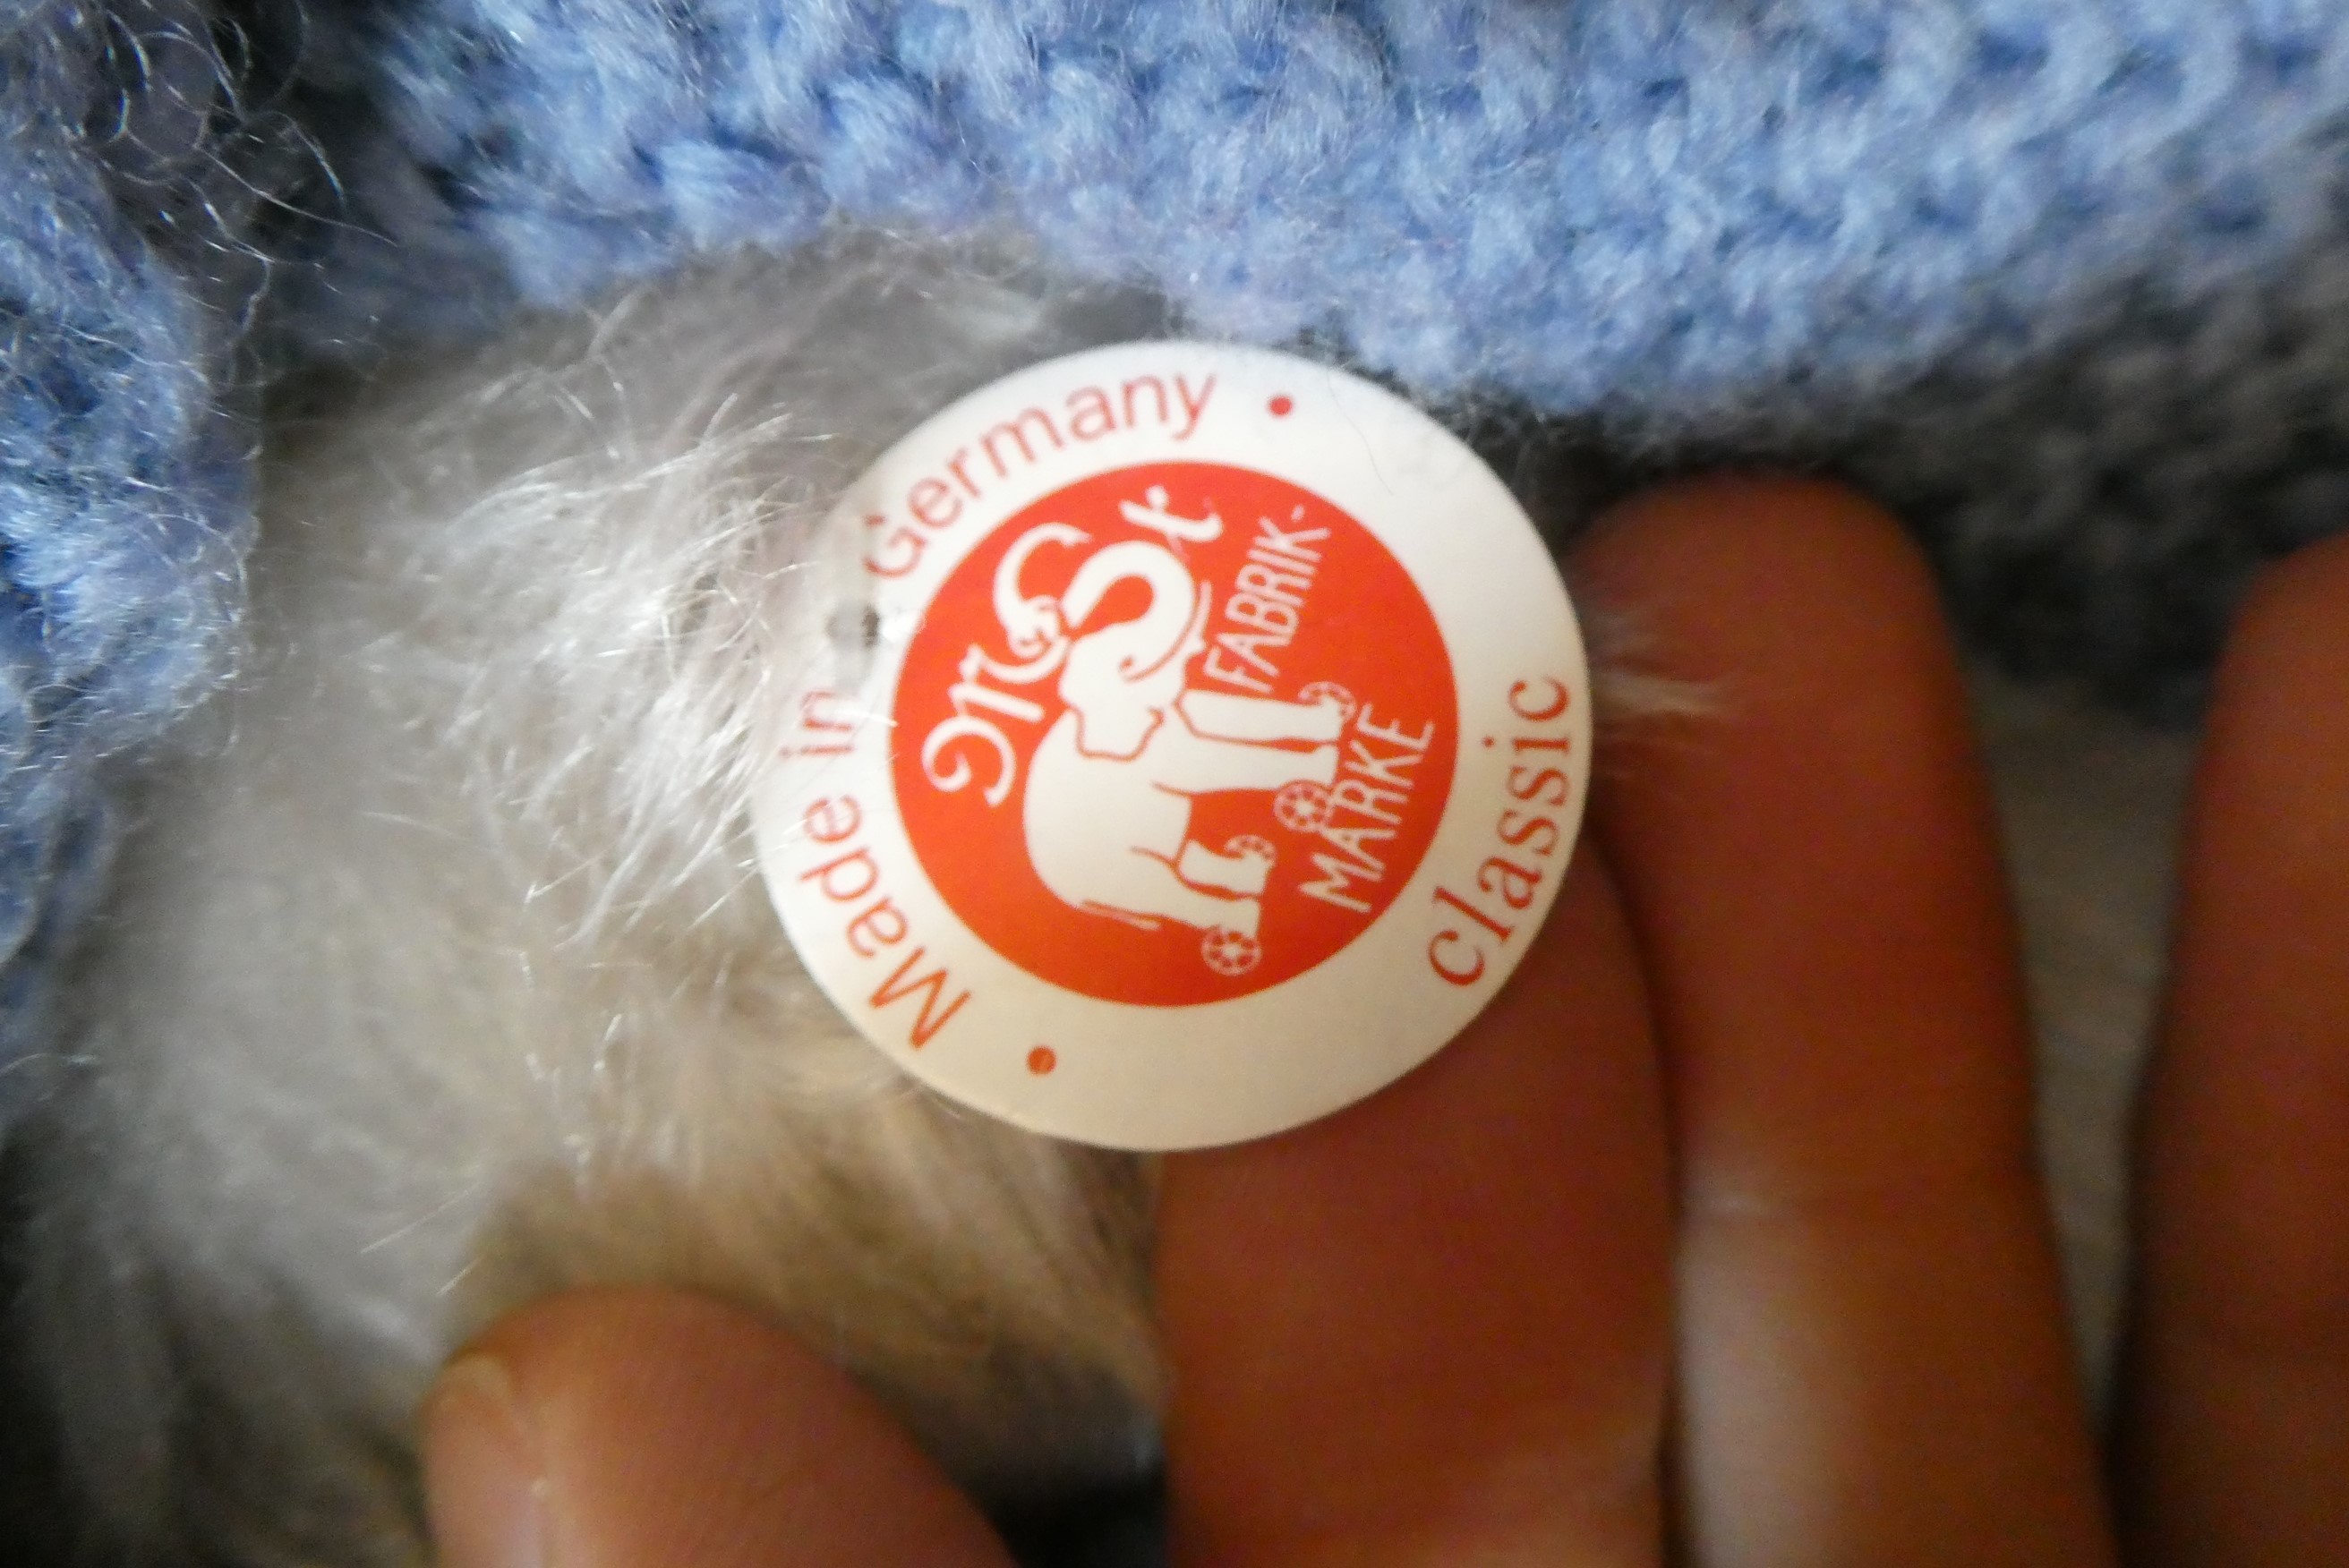 Made in Germany
FABRIK-
MARKE
classic